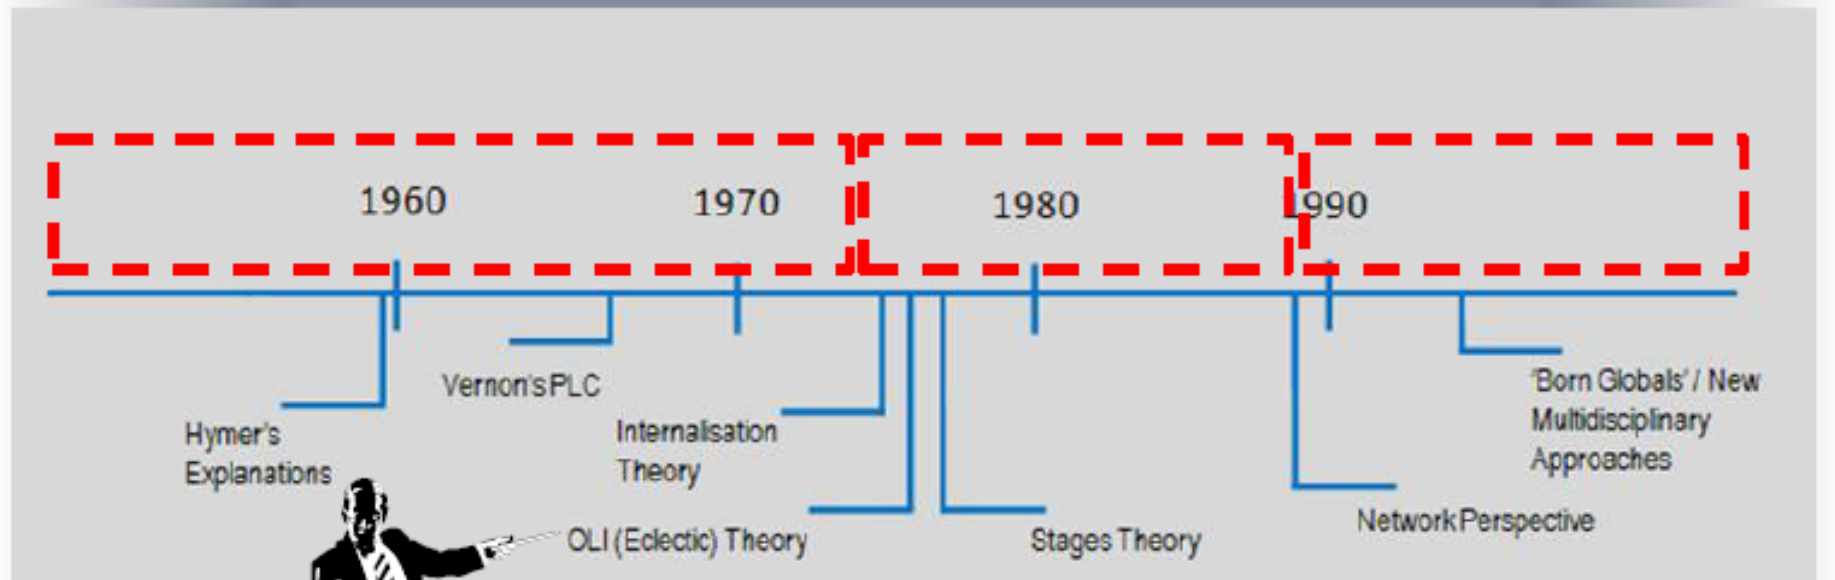 1960
1970
1980
1990
Vernon's PLC
Hymer's
Explanations
Internalisation
Theory
OLI (Eclectic) Theory
Stages Theory
Network Perspective
'Born Globals' / New
Multidisciplinary
Approaches